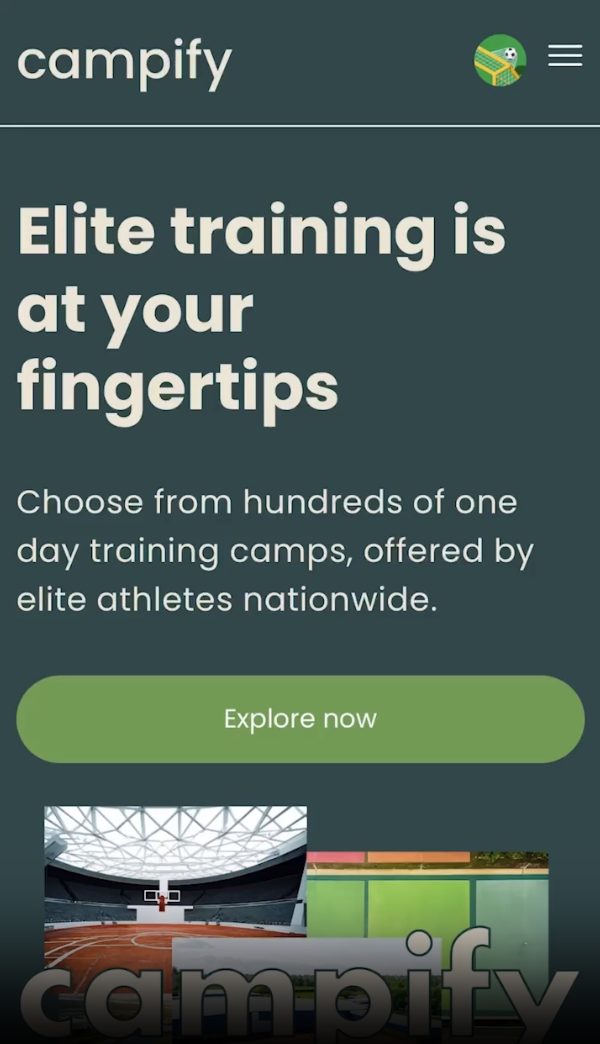 campify
Elite training is
at your
fingertips
Choose from hundreds of one
day training camps, offered by
elite athletes nationwide.
Explore now
campify